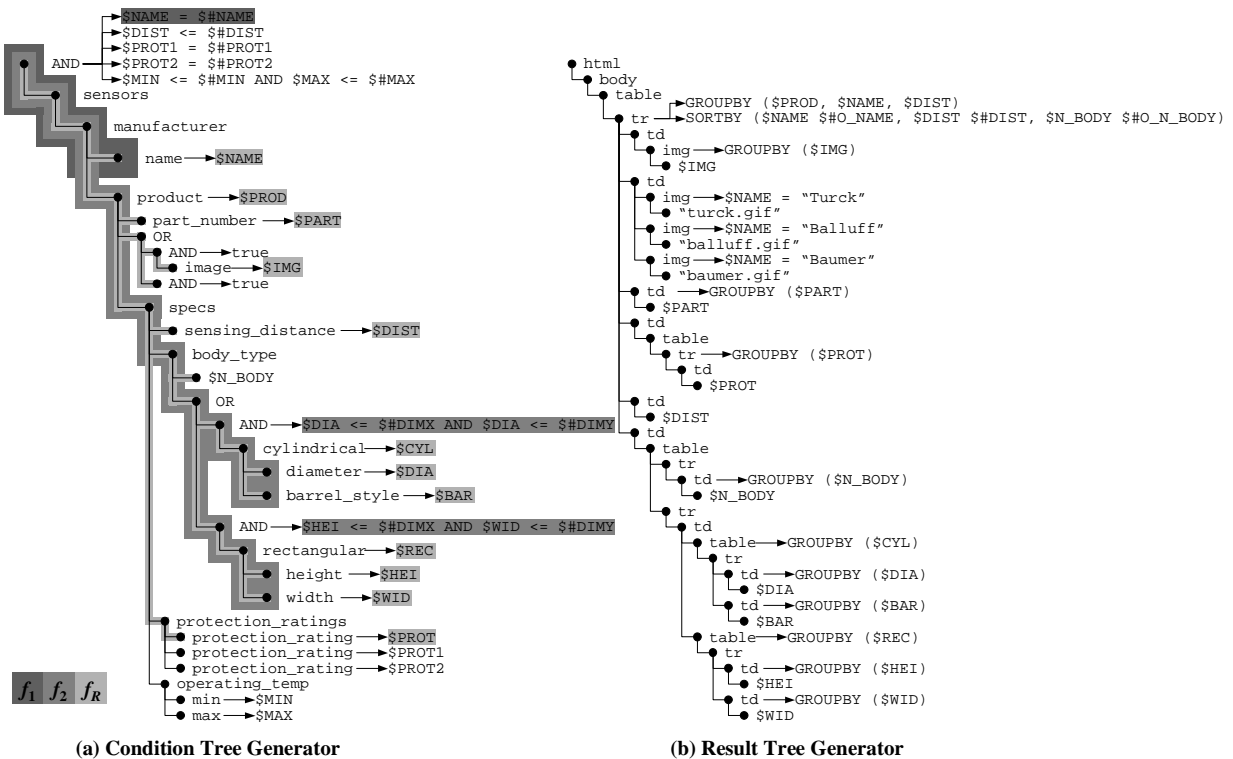 $NAME = $#NAME
$DIST <= $#DIST
$PROT1 = $#PROT1
AND
$PROT2 = $#PROT2
$MIN <= $#MIN AND $MAX <= $#MAX
sensors
manufacturer
name $NAME
product $PROD
part_number $PART
OR
AND true
image $IMG
AND true
specs
sensing_distance $DIST
body_type
$N_BODY
OR
AND $DIA <= $#DIMX AND $DIA <= $#DIMY
cylindrical $CYL
diameter $DIA
barrel_style $BAR
AND $HEI <= $#DIMX AND $WID <= $#DIMY
rectangular $REC
height $HEI
width $WID
protection_ratings
protection_rating $PROT
protection_rating $PROT1
protection_rating $PROT2
operating_temp
min $MIN
max $MAX
f1 f2 fR
(a) Condition Tree Generator
html
body
table
GROUPBY ($PROD, $NAME, $DIST)
tr SORTBY ($NAME $#O_NAME, $DIST $#DIST, $N_BODY $#O_N_BODY)
td
img GROUPBY ($IMG)
$IMG
td
img $NAME = “Turck”
“turck.gif”
img $NAME = “Balluff”
“balluff.gif”
img $NAME = “Baumer”
“baumer.gif”
td GROUPBY ($PART)
$PART
td
table
tr GROUPBY ($PROT)
td
$PROT
td
$DIST
td
table
tr
td GROUPBY ($N_BODY)
$N_BODY
tr
td
table GROUPBY ($CYL)
tr
td GROUPBY ($DIA)
$DIA
td GROUPBY ($BAR)
$BAR
table GROUPBY ($REC)
tr
td GROUPBY ($HEI)
$HEI
td GROUPBY ($WID)
$WID
(b) Result Tree Generator